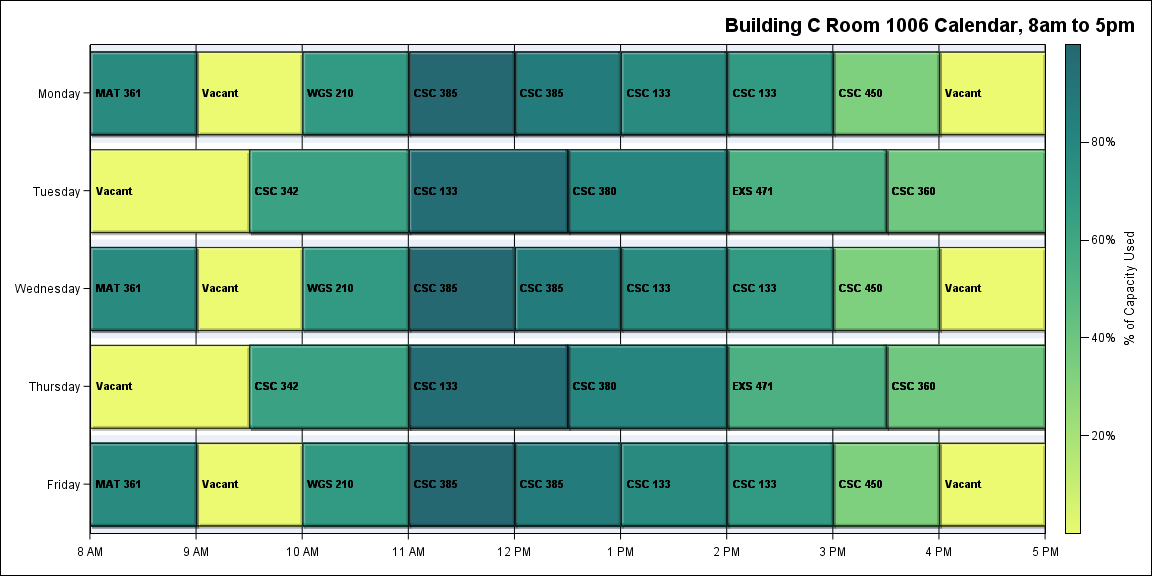 Building C Room 1006 Calendar, 8am to 5pm
Monday
MAT 361 Vacant WGS 210 CSC 385 CSC 385 CSC 133 CSC 133 CSC 450 Vacant
Tuesday
Vacant CSC 342 CSC 133 CSC 380 EXS 471 CSC 360
Wednesday
MAT 361 Vacant WGS 210 CSC 385 CSC 385 CSC 133 CSC 133 CSC 450 Vacant
Thursday
Vacant CSC 342 CSC 133 CSC 380 EXS 471 CSC 360
Friday
MAT 361 Vacant WGS 210 CSC 385 CSC 385 CSC 133 CSC 133 CSC 450 Vacant
8 AM 9 AM 10 AM 11 AM 12 PM 1 PM 2 PM 3 PM 4 PM 5 PM
80%
60%
40%
20%
% of Capacity Used